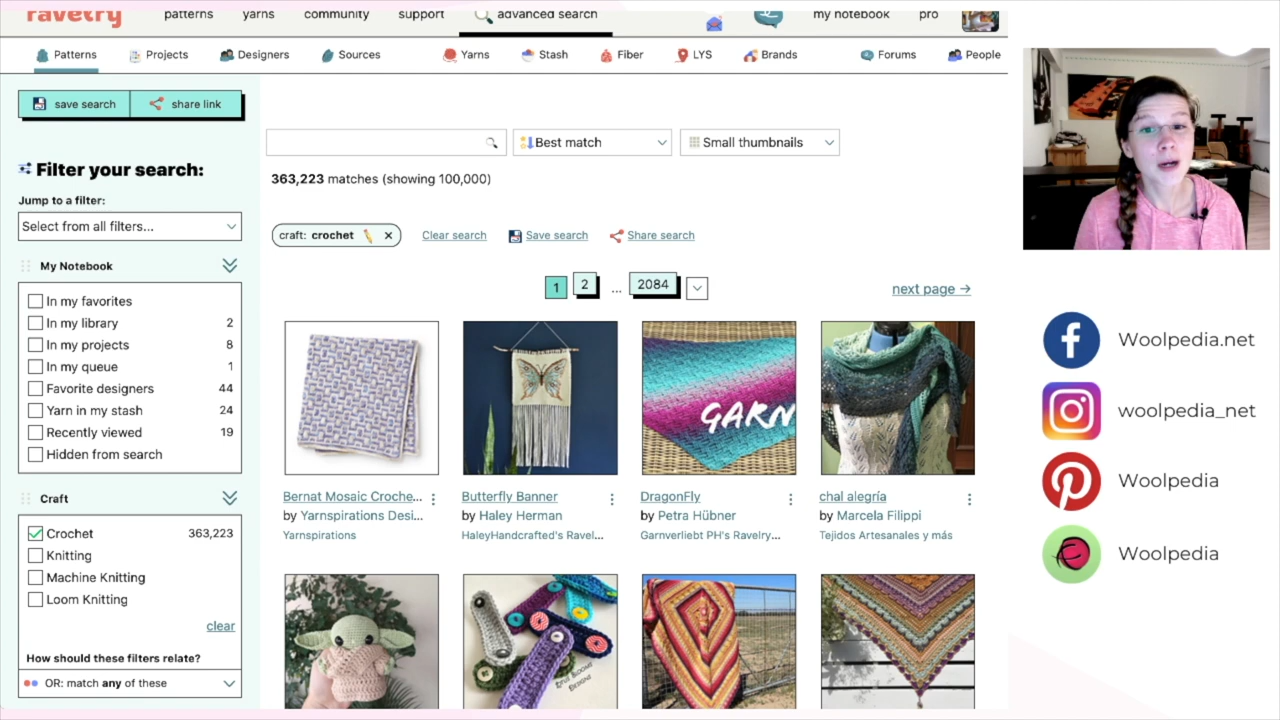 ravelry
patterns yarns community support advanced search my notebook pro
Patterns Projects Designers Sources Yarns Stash Fiber LYS Brands Forums People
save search share link
Filter your search:
Jump to a filter:
Select from all filters...
My Notebook
In my favorites
In my library 2
In my projects 8
In my queue 1
Favorite designers 44
Yarn in my stash 24
Recently viewed 19
Hidden from search
Craft
Crochet 363,223
Knitting
Machine Knitting
Loom Knitting
clear
How should these filters relate?
OR: match any of these
Best match Small thumbnails
363,223 matches (showing 100,000)
craft: crochet Clear search Save search Share search
1 2 ... 2084 next page →
GARN
Bernat Mosaic Croche... Butterfly Banner DragonFly chal alegría
by Yarnspirations Desi... by Haley Herman by Petra Hübner by Marcela Filippi
Yarnspirations HaleyHandcrafted's Ravel... Garnverliebt PH's Ravelry... Tejidos Artesanales y más
Woolpedia.net
woolpedia_net
Woolpedia
Woolpedia